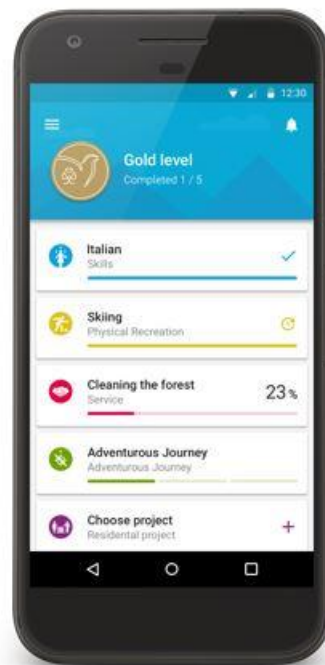 12:30
Gold level
Completed 1 / 5
Italian
Skills
Skiing
Physical Recreation
Cleaning the forest
Service
23 %
Adventurous Journey
Adventurous Journey
Choose project
Residental project